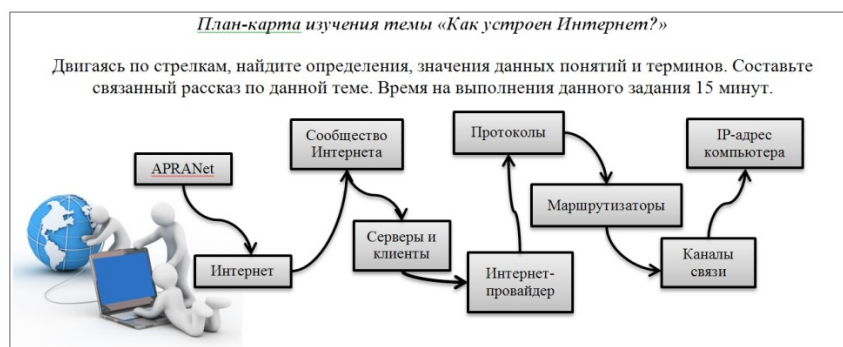 План-карта изучения темы «Как устроен Интернет?»
Двигаясь по стрелкам, найдите определения, значения данных понятий и терминов. Составьте
связанный рассказ по данной теме. Время на выполнения данного задания 15 минут.
APRANet
Интернет
Сообщество
Интернета
Серверы и
клиенты
Интернет-
провайдер
Протоколы
Маршрутизаторы
Каналы
связи
IP-адрес
компьютера